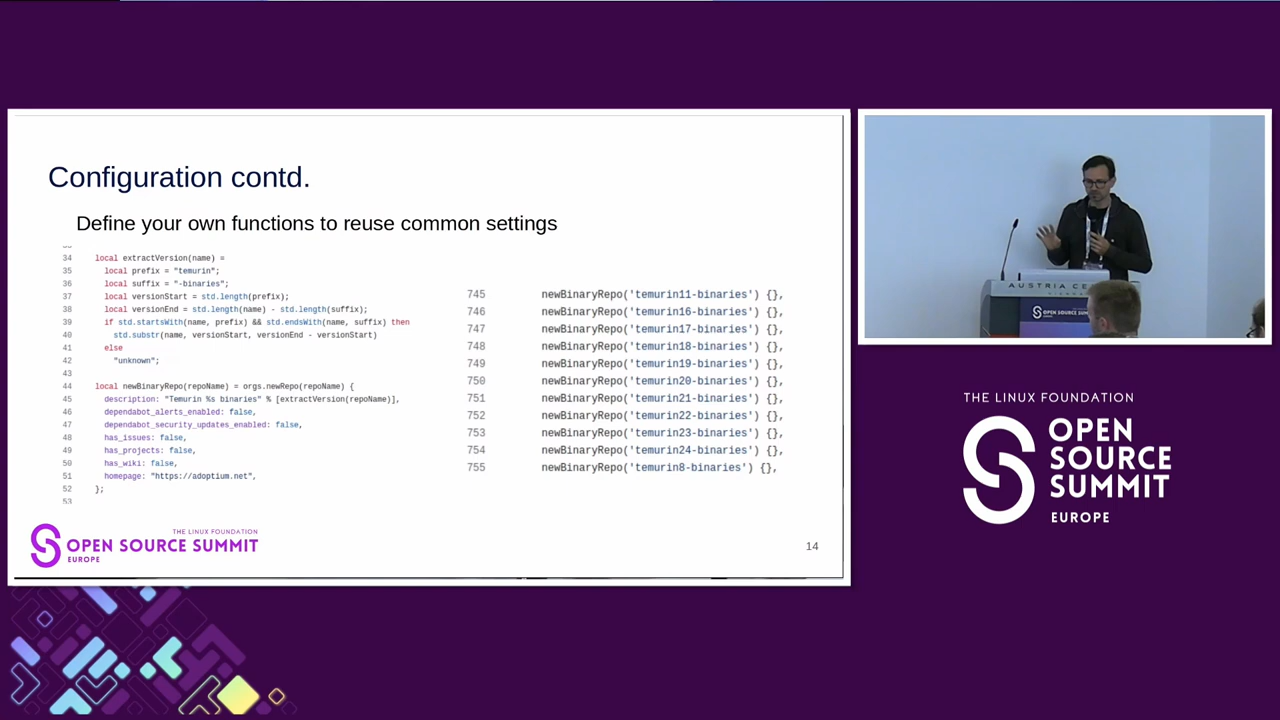 Configuration contd.
Define your own functions to reuse common settings
34 local extractVersion(name) =
35 local prefix = "temurin";
36 local suffix = "-binaries";
37 local versionStart = std.length(prefix);
38 local versionEnd = std.length(name) - std.length(suffix);
39 if std.startsWith(name, prefix) && std.endsWith(name, suffix) then
40 std.substr(name, versionStart, versionEnd - versionStart)
41 else
42 "unknown";
43
44 local newBinaryRepo(repoName) = orgs.newRepo(repoName) {
45 description: "Temurin %s binaries" % [extractVersion(repoName)],
46 dependabot_alerts_enabled: false,
47 dependabot_security_updates_enabled: false,
48 has_issues: false,
49 has_projects: false,
50 has_wiki: false,
51 homepage: "https://adoptium.net",
52 };
53
745 newBinaryRepo('temurin11-binaries') {},
746 newBinaryRepo('temurin16-binaries') {},
747 newBinaryRepo('temurin17-binaries') {},
748 newBinaryRepo('temurin18-binaries') {},
749 newBinaryRepo('temurin19-binaries') {},
750 newBinaryRepo('temurin20-binaries') {},
751 newBinaryRepo('temurin21-binaries') {},
752 newBinaryRepo('temurin22-binaries') {},
753 newBinaryRepo('temurin23-binaries') {},
754 newBinaryRepo('temurin24-binaries') {},
755 newBinaryRepo('temurin8-binaries') {},
THE LINUX FOUNDATION
OPEN SOURCE SUMMIT
EUROPE
14
AUSTRIA CE
OPEN SOURCE SUM
THE LINUX FOUNDATION
OPEN
SOURCE
SUMMIT
EUROPE